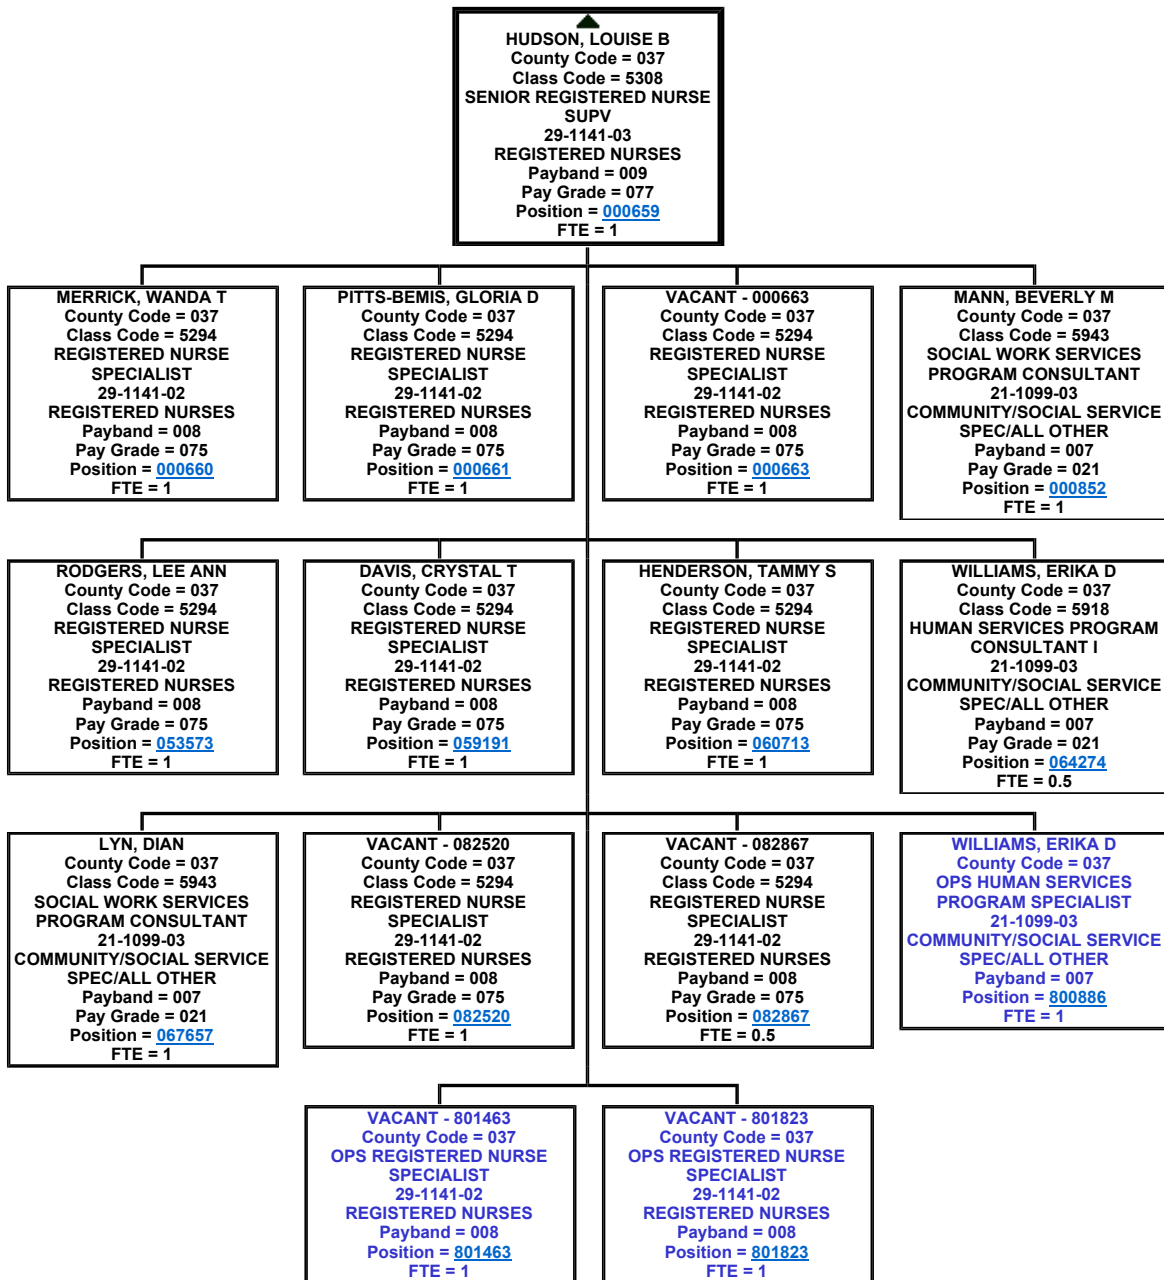 HUDSON, LOUISE B
County Code = 037
Class Code = 5308
SENIOR REGISTERED NURSE
SUPV
29-1141-03
REGISTERED NURSES
Payband = 009
Pay Grade = 077
Position = 000659
FTE = 1
MERRICK, WANDA T
County Code = 037
Class Code = 5294
REGISTERED NURSE
SPECIALIST
29-1141-02
REGISTERED NURSES
Payband = 008
Pay Grade = 075
Position = 000660
FTE = 1
PITTS-BEMIS, GLORIA D
County Code = 037
Class Code = 5294
REGISTERED NURSE
SPECIALIST
29-1141-02
REGISTERED NURSES
Payband = 008
Pay Grade = 075
Position = 000661
FTE = 1
VACANT - 000663
County Code = 037
Class Code = 5294
REGISTERED NURSE
SPECIALIST
29-1141-02
REGISTERED NURSES
Payband = 008
Pay Grade = 075
Position = 000663
FTE = 1
MANN, BEVERLY M
County Code = 037
Class Code = 5943
SOCIAL WORK SERVICES
PROGRAM CONSULTANT
21-1099-03
COMMUNITY/SOCIAL SERVICE
SPEC/ALL OTHER
Payband = 007
Pay Grade = 021
Position = 000852
FTE = 1
RODGERS, LEE ANN
County Code = 037
Class Code = 5294
REGISTERED NURSE
SPECIALIST
29-1141-02
REGISTERED NURSES
Payband = 008
Pay Grade = 075
Position = 053573
FTE = 1
DAVIS, CRYSTAL T
County Code = 037
Class Code = 5294
REGISTERED NURSE
SPECIALIST
29-1141-02
REGISTERED NURSES
Payband = 008
Pay Grade = 075
Position = 059191
FTE = 1
HENDERSON, TAMMY S
County Code = 037
Class Code = 5294
REGISTERED NURSE
SPECIALIST
29-1141-02
REGISTERED NURSES
Payband = 008
Pay Grade = 075
Position = 060713
FTE = 1
WILLIAMS, ERIKA D
County Code = 037
Class Code = 5918
HUMAN SERVICES PROGRAM
CONSULTANT I
21-1099-03
COMMUNITY/SOCIAL SERVICE
SPEC/ALL OTHER
Payband = 007
Pay Grade = 021
Position = 064274
FTE = 0.5
LYN, DIAN
County Code = 037
Class Code = 5943
SOCIAL WORK SERVICES
PROGRAM CONSULTANT
21-1099-03
COMMUNITY/SOCIAL SERVICE
SPEC/ALL OTHER
Payband = 007
Pay Grade = 021
Position = 067657
FTE = 1
VACANT - 082520
County Code = 037
Class Code = 5294
REGISTERED NURSE
SPECIALIST
29-1141-02
REGISTERED NURSES
Payband = 008
Pay Grade = 075
Position = 082520
FTE = 1
VACANT - 082867
County Code = 037
Class Code = 5294
REGISTERED NURSE
SPECIALIST
29-1141-02
REGISTERED NURSES
Payband = 008
Pay Grade = 075
Position = 082867
FTE = 0.5
WILLIAMS, ERIKA D
County Code = 037
OPS HUMAN SERVICES
PROGRAM SPECIALIST
21-1099-03
COMMUNITY/SOCIAL SERVICE
SPEC/ALL OTHER
Payband = 007
Position = 800886
FTE = 1
VACANT - 801463
County Code = 037
OPS REGISTERED NURSE
SPECIALIST
29-1141-02
REGISTERED NURSES
Payband = 008
Position = 801463
FTE = 1
VACANT - 801823
County Code = 037
OPS REGISTERED NURSE
SPECIALIST
29-1141-02
REGISTERED NURSES
Payband = 008
Position = 801823
FTE = 1